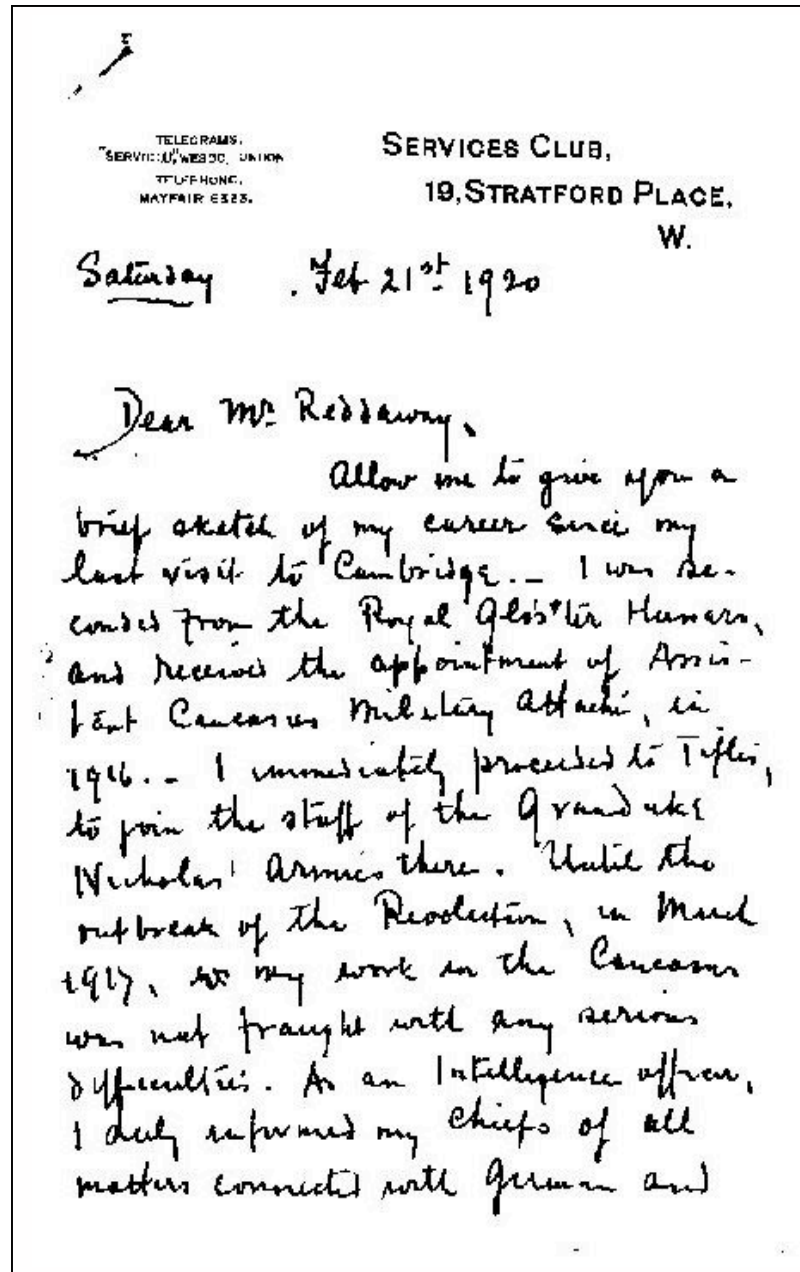 TELEGRAMS,
TELEPHONE,
MAYFAIR 6323.
SERVICES CLUB,
19, STRATFORD PLACE,
W.
Saturday . Feb 21st 1920
Dear Mr. Reddaway,
Allow me to give you a
brief sketch of my career since my
last visit to Cambridge. _ I was se-
conded from the Royal Glos'ter Hussars,
and received the appointment of Assis-
tant Caucasus Military Attaché, in
1916. _ I immediately proceeded to Tiflis,
to join the staff of the Granduke
Nicholas' Armies there. Until the
outbreak of the Revolution, in March
1917, my work in the Caucasus
was not fraught with any serious
difficulties. As an Intelligence officer,
I duly informed my chiefs of all
matters connected with German and